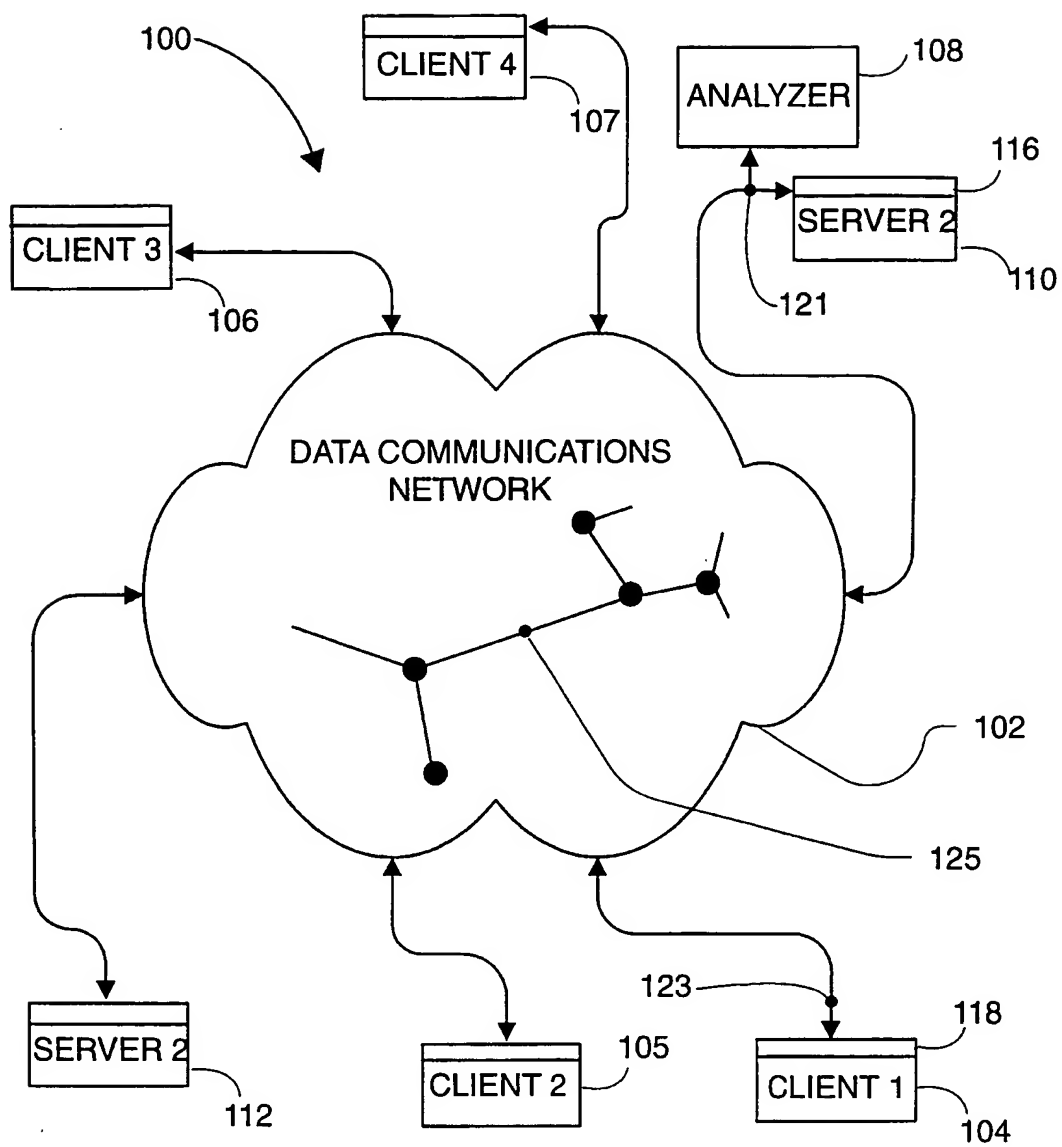 100
CLIENT 4
107
ANALYZER
108
116
SERVER 2
110
121
CLIENT 3
106
DATA COMMUNICATIONS
NETWORK
102
125
123
SERVER 2
112
CLIENT 2
105
118
CLIENT 1
104